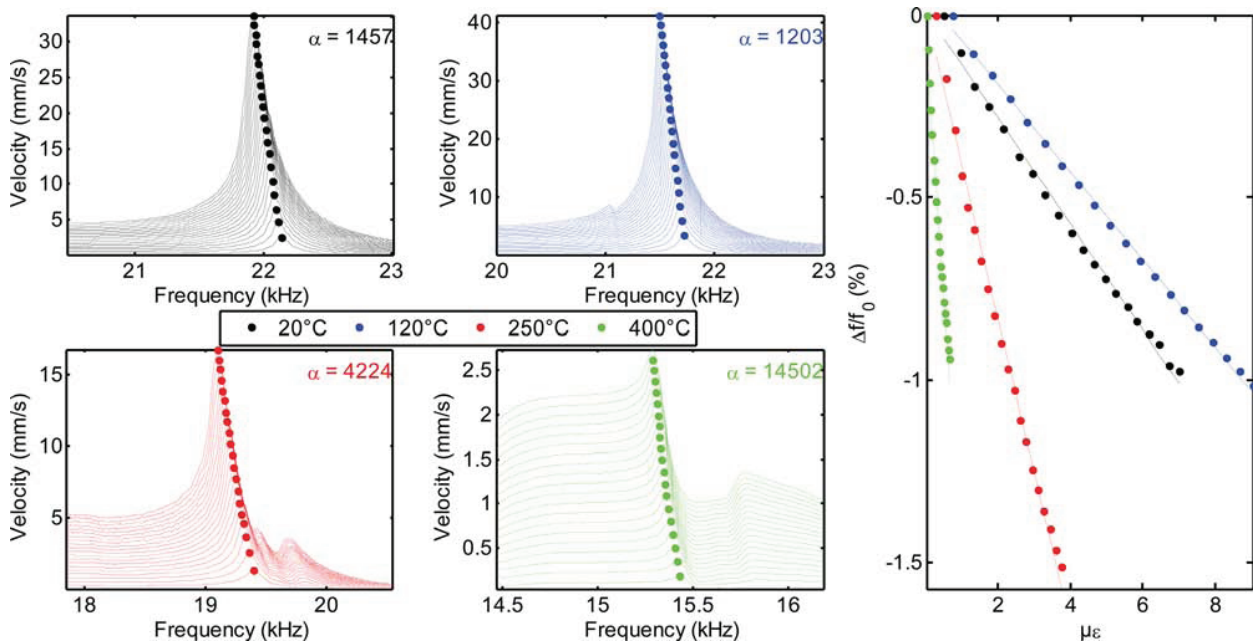 α = 1457
Velocity (mm/s)
30
25
20
15
10
5
21
22
23
Frequency (kHz)
α = 1203
Velocity (mm/s)
40
30
20
10
20
21
22
23
Frequency (kHz)
20°C 120°C 250°C 400°C
α = 4224
Velocity (mm/s)
15
10
5
18
19
20
Frequency (kHz)
α = 14502
Velocity (mm/s)
2.5
2
1.5
1
0.5
14.5
15
15.5
16
Frequency (kHz)
Δf/f0 (%)
0
-0.5
-1
-1.5
2
4
6
8
με